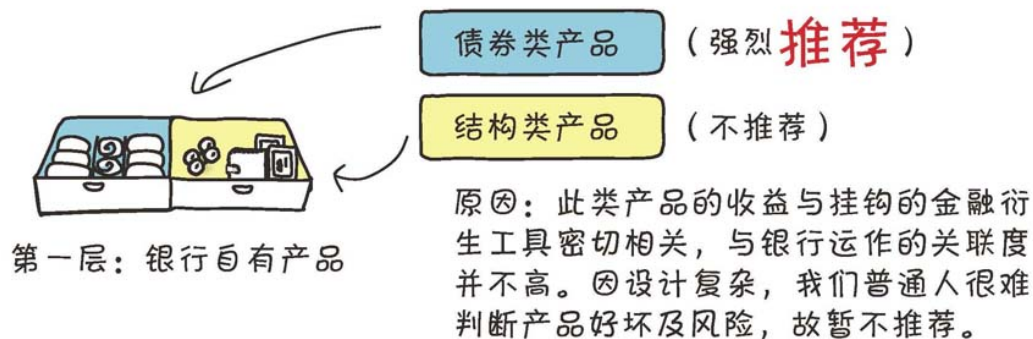 债券类产品 （强烈推荐）
结构类产品 （不推荐）
原因：此类产品的收益与挂钩的金融衍
生工具密切相关，与银行运作的关联度
并不高。因设计复杂，我们普通人很难
判断产品好坏及风险，故暂不推荐。
第一层：银行自有产品